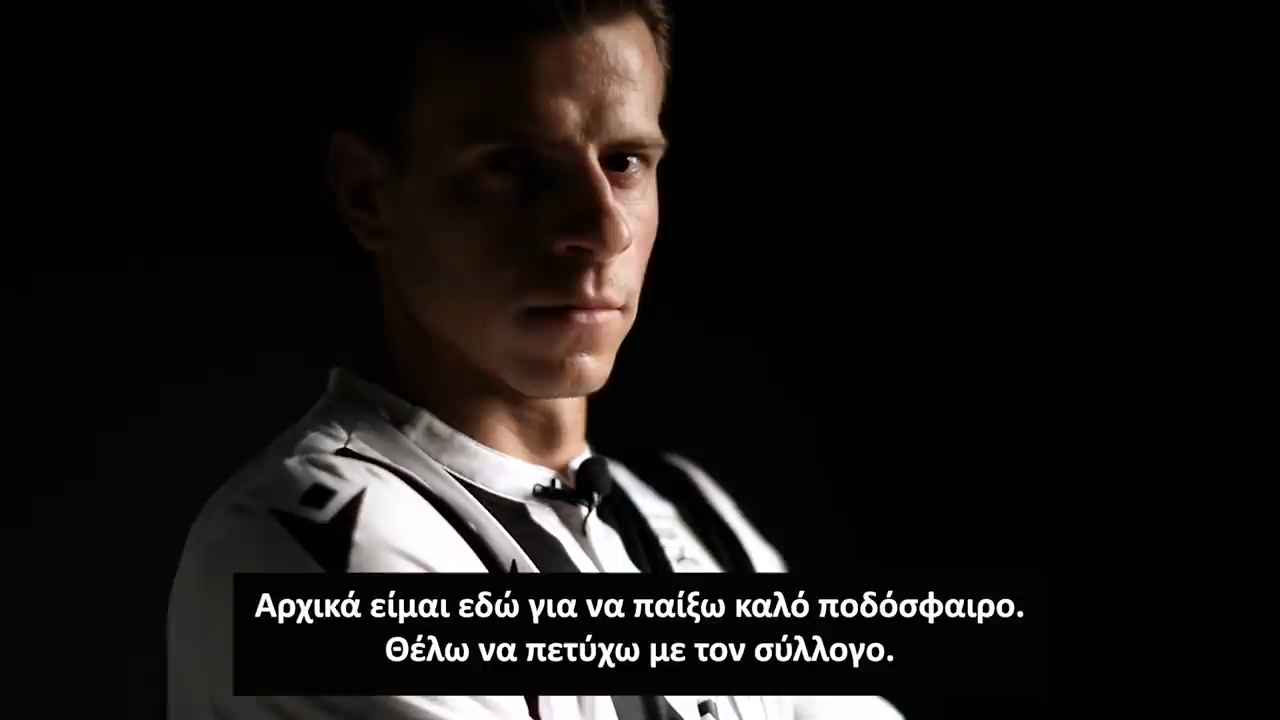 Αρχικά είμαι εδώ για να παίξω καλό ποδόσφαιρο.
Θέλω να πετύχω με τον σύλλογο.